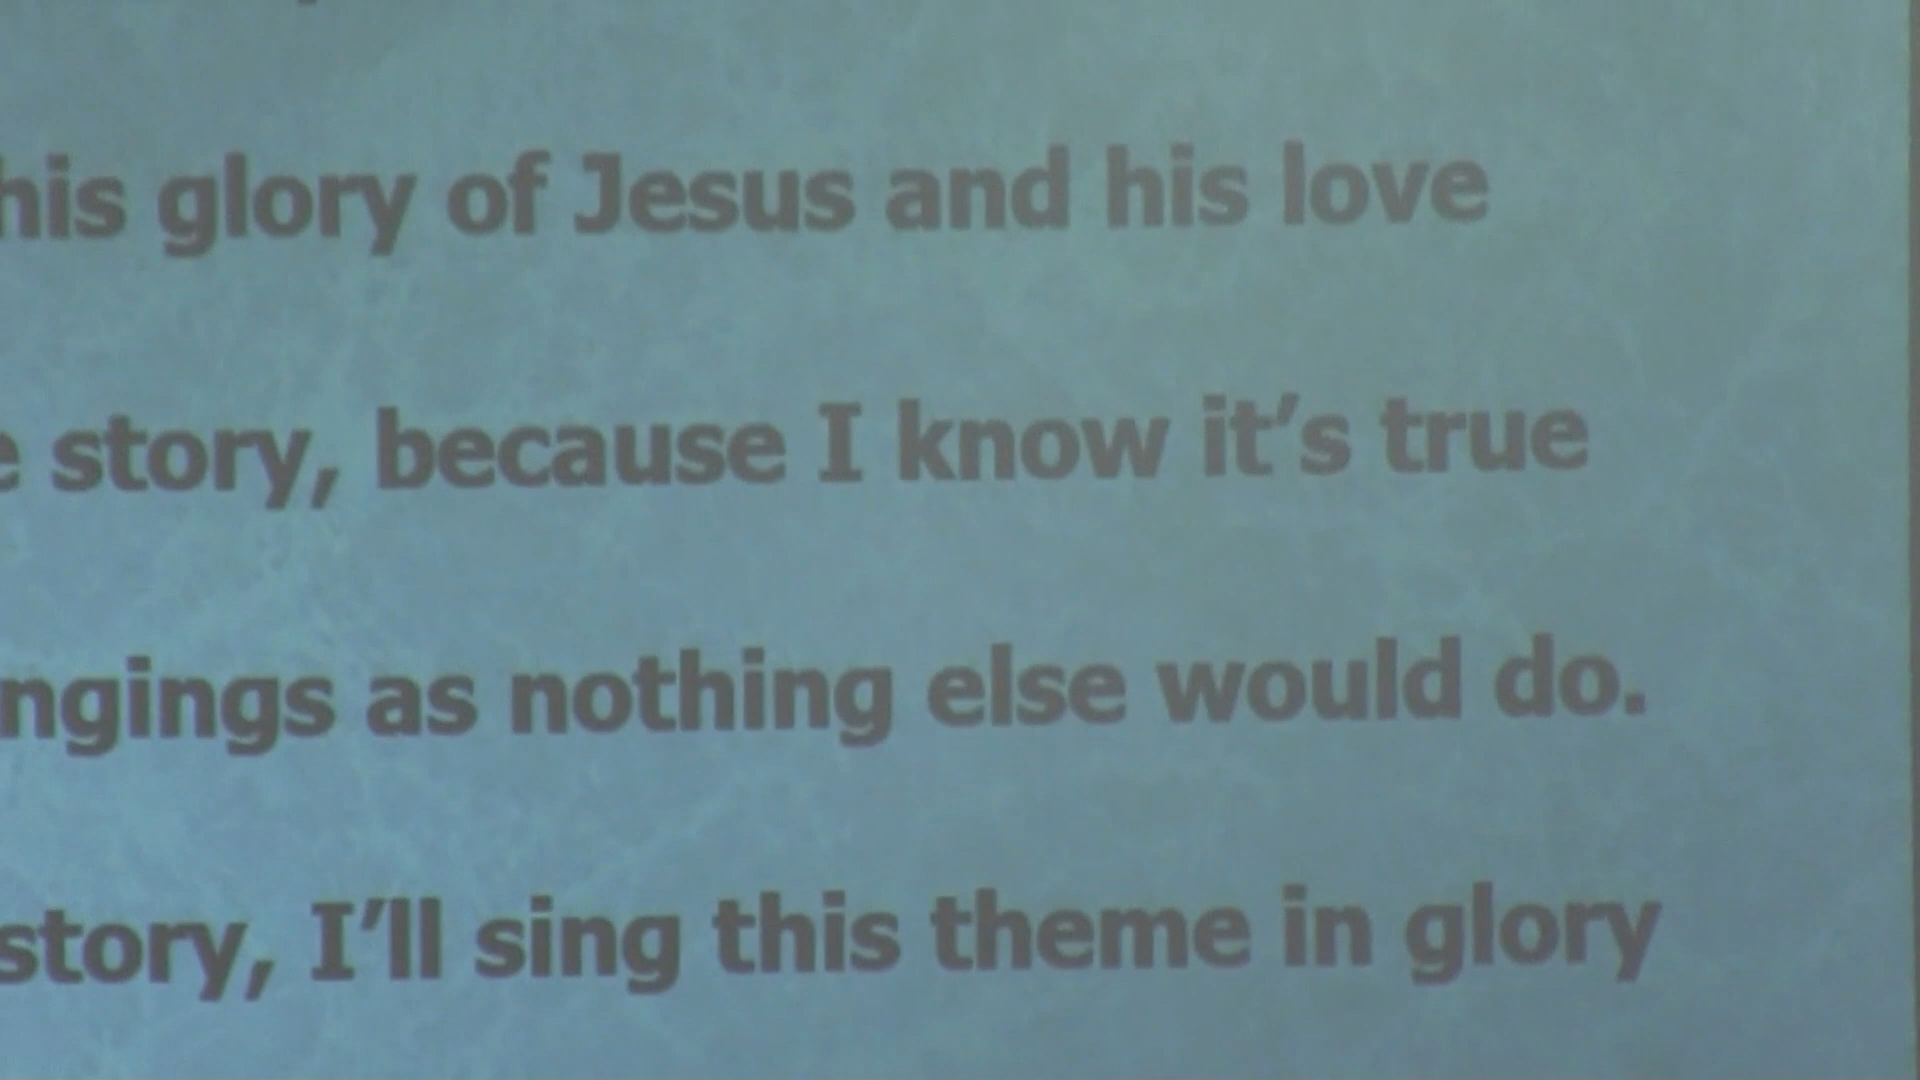 his glory of Jesus and his love
story, because I know it’s true
ngings as nothing else would do.
story, I’ll sing this theme in glory